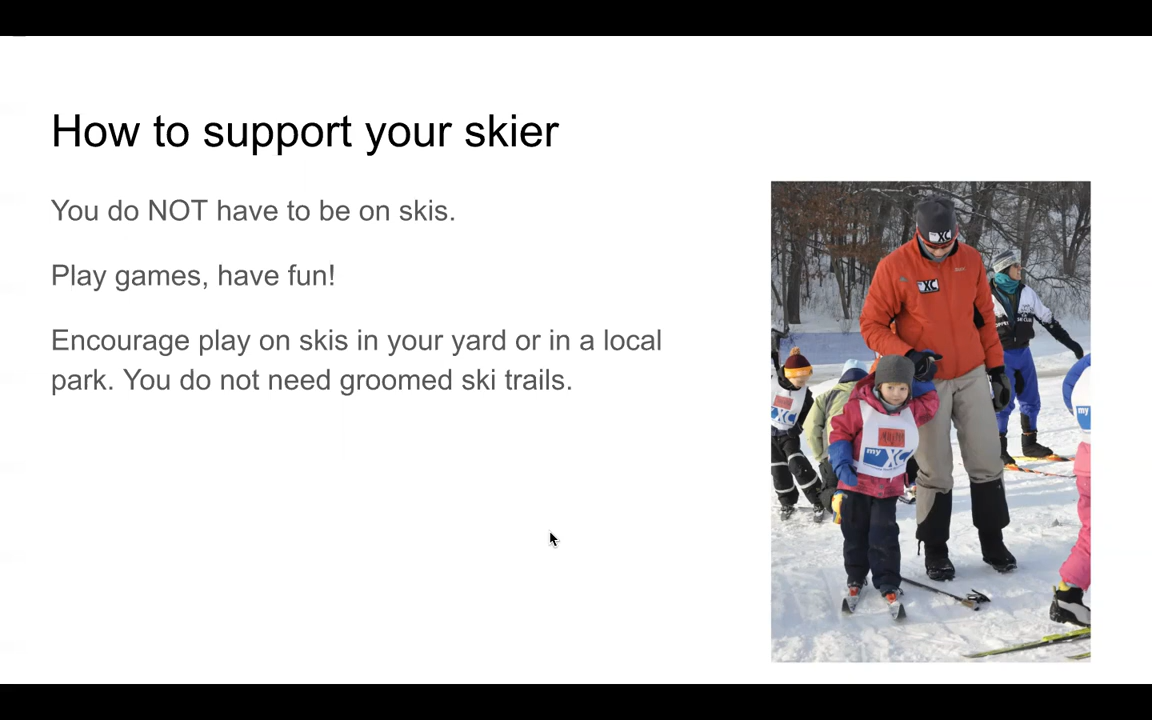 How to support your skier
You do NOT have to be on skis.
Play games, have fun!
Encourage play on skis in your yard or in a local
park. You do not need groomed ski trails.
XC
XC
my
XC
my